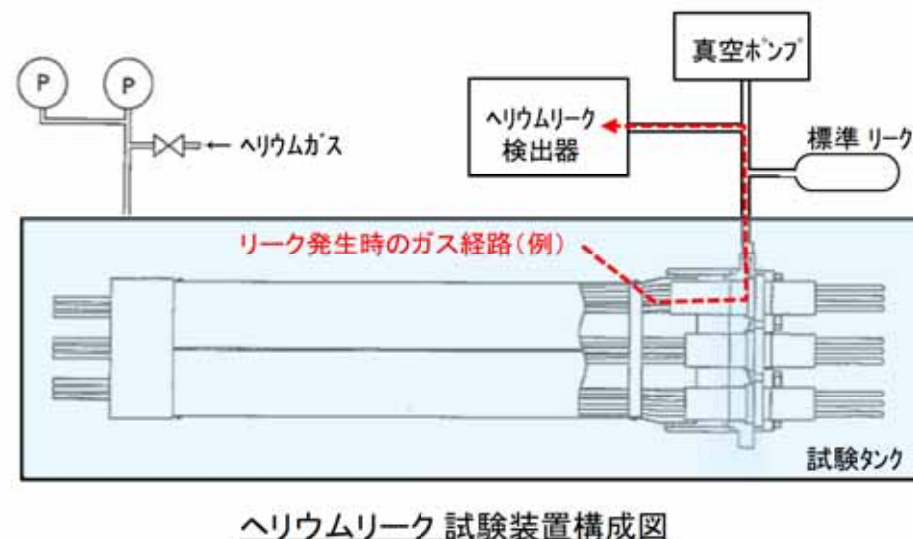 P
P
← ヘリウムガス
真空ポンプ
ヘリウムリーク
検出器
標準 リーク
リーク発生時のガス経路（例）
試験タンク
ヘリウムリーク 試験装置構成図